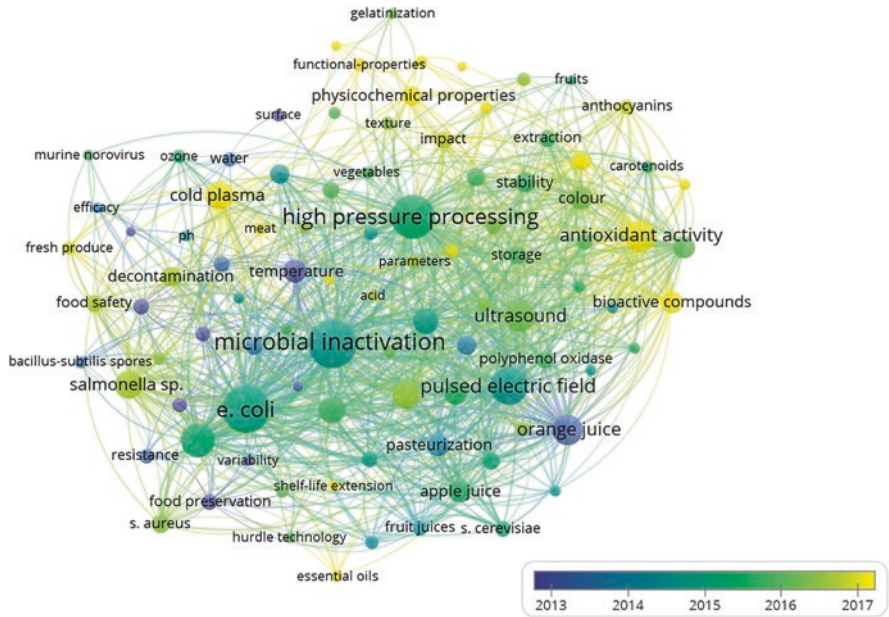 gelatinization
functional-properties
fruits
physicochemical properties
anthocyanins
surface
texture
impact
extraction
murine norovirus
ozone
water
vegetables
stability
carotenoids
cold plasma
colour
efficacy
high pressure processing
ph
meat
antioxidant activity
fresh produce
decontamination
temperature
parameters
storage
food safety
acid
bioactive compounds
ultrasound
microbial inactivation
bacillus-subtilis spores
polyphenol oxidase
salmonella sp.
pulsed electric field
e. coli
orange juice
resistance
variability
pasteurization
shelf-life extension
apple juice
food preservation
s. aureus
hurdle technology
fruit juices
s. cerevisiae
essential oils
2013 2014 2015 2016 2017